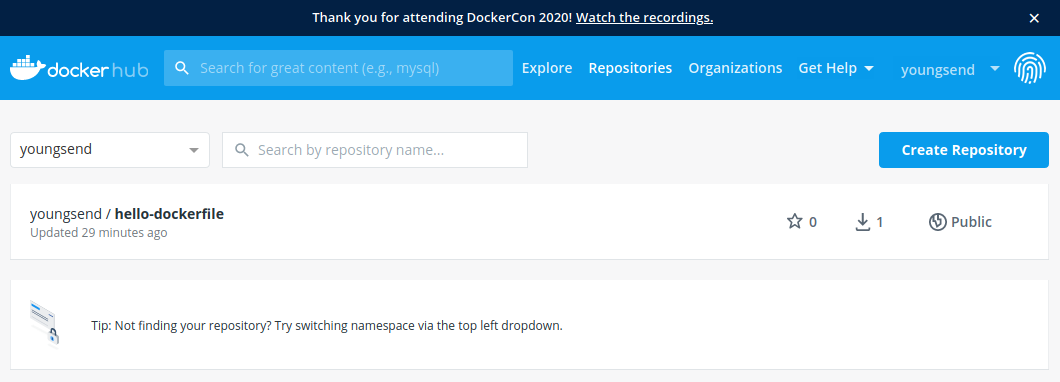 Thank you for attending DockerCon 2020! Watch the recordings.
docker hub Search for great content (e.g., mysql) Explore Repositories Organizations Get Help youngsend
youngsend Search by repository name... Create Repository
youngsend / hello-dockerfile
Updated 29 minutes ago
0 1 Public
Tip: Not finding your repository? Try switching namespace via the top left dropdown.